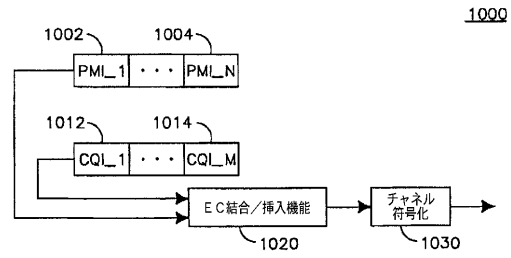 1000
1002 1004
PMI_1 ・・・ PMI_N
1012 1014
CQI_1 ・・・ CQI_M
EC結合/挿入機能
チャネル
符号化
1020 1030